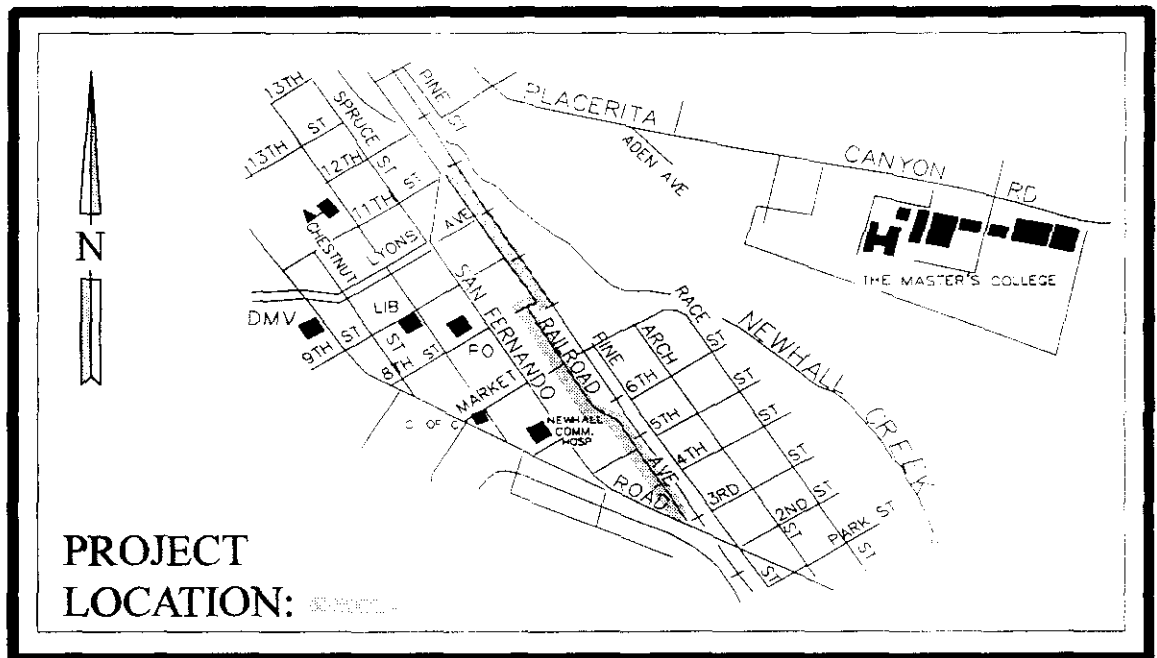 13TH
SPRUCE ST
PINE ST
PLACERITA
CANYON
RD
ADEN AVE
13TH ST
12TH ST
11TH ST
N
CHESTNUT ST
LYONS AVE
THE MASTER'S COLLEGE
DMV
LIB
9TH ST
8TH ST
PO
SAN FERNANDO
ROAD
RAILROAD
AVE
MARKET
C OF C
NEWHALL
COMM.
HOSP
PINE
ST
ARCH
ST
RACE ST
NEWHALL
CREEK
6TH ST
5TH ST
4TH ST
3RD
2ND ST
PARK ST
PROJECT
LOCATION: